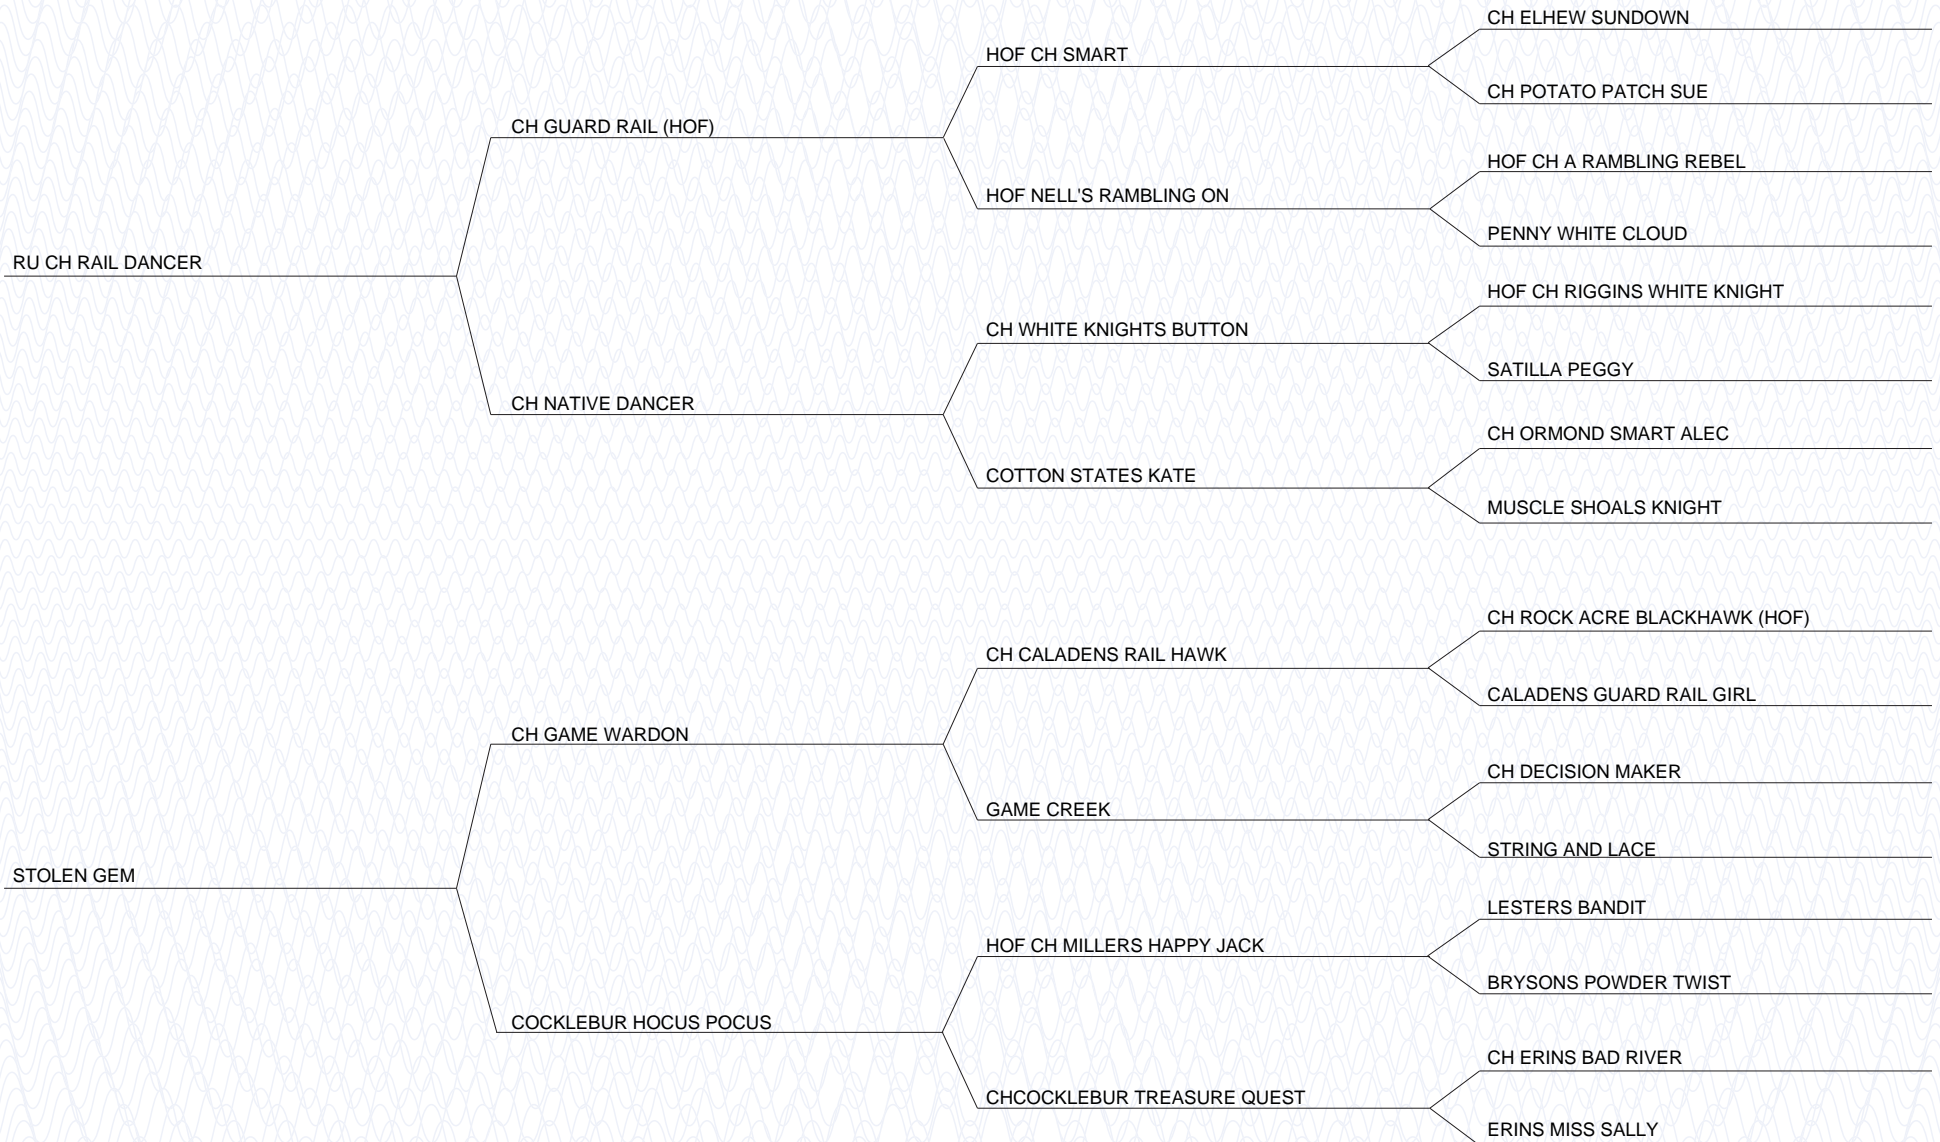 CH ELHEW SUNDOWN
HOF CH SMART
CH POTATO PATCH SUE
CH GUARD RAIL (HOF)
HOF CH A RAMBLING REBEL
HOF NELL'S RAMBLING ON
PENNY WHITE CLOUD
RU CH RAIL DANCER
HOF CH RIGGINS WHITE KNIGHT
CH WHITE KNIGHTS BUTTON
SATILLA PEGGY
CH NATIVE DANCER
CH ORMOND SMART ALEC
COTTON STATES KATE
MUSCLE SHOALS KNIGHT
CH ROCK ACRE BLACKHAWK (HOF)
CH CALADENS RAIL HAWK
CALADENS GUARD RAIL GIRL
CH GAME WARDON
CH DECISION MAKER
GAME CREEK
STRING AND LACE
STOLEN GEM
LESTERS BANDIT
HOF CH MILLERS HAPPY JACK
BRYSONS POWDER TWIST
COCKLEBUR HOCUS POCUS
CH ERINS BAD RIVER
CHCOCKLEBUR TREASURE QUEST
ERINS MISS SALLY